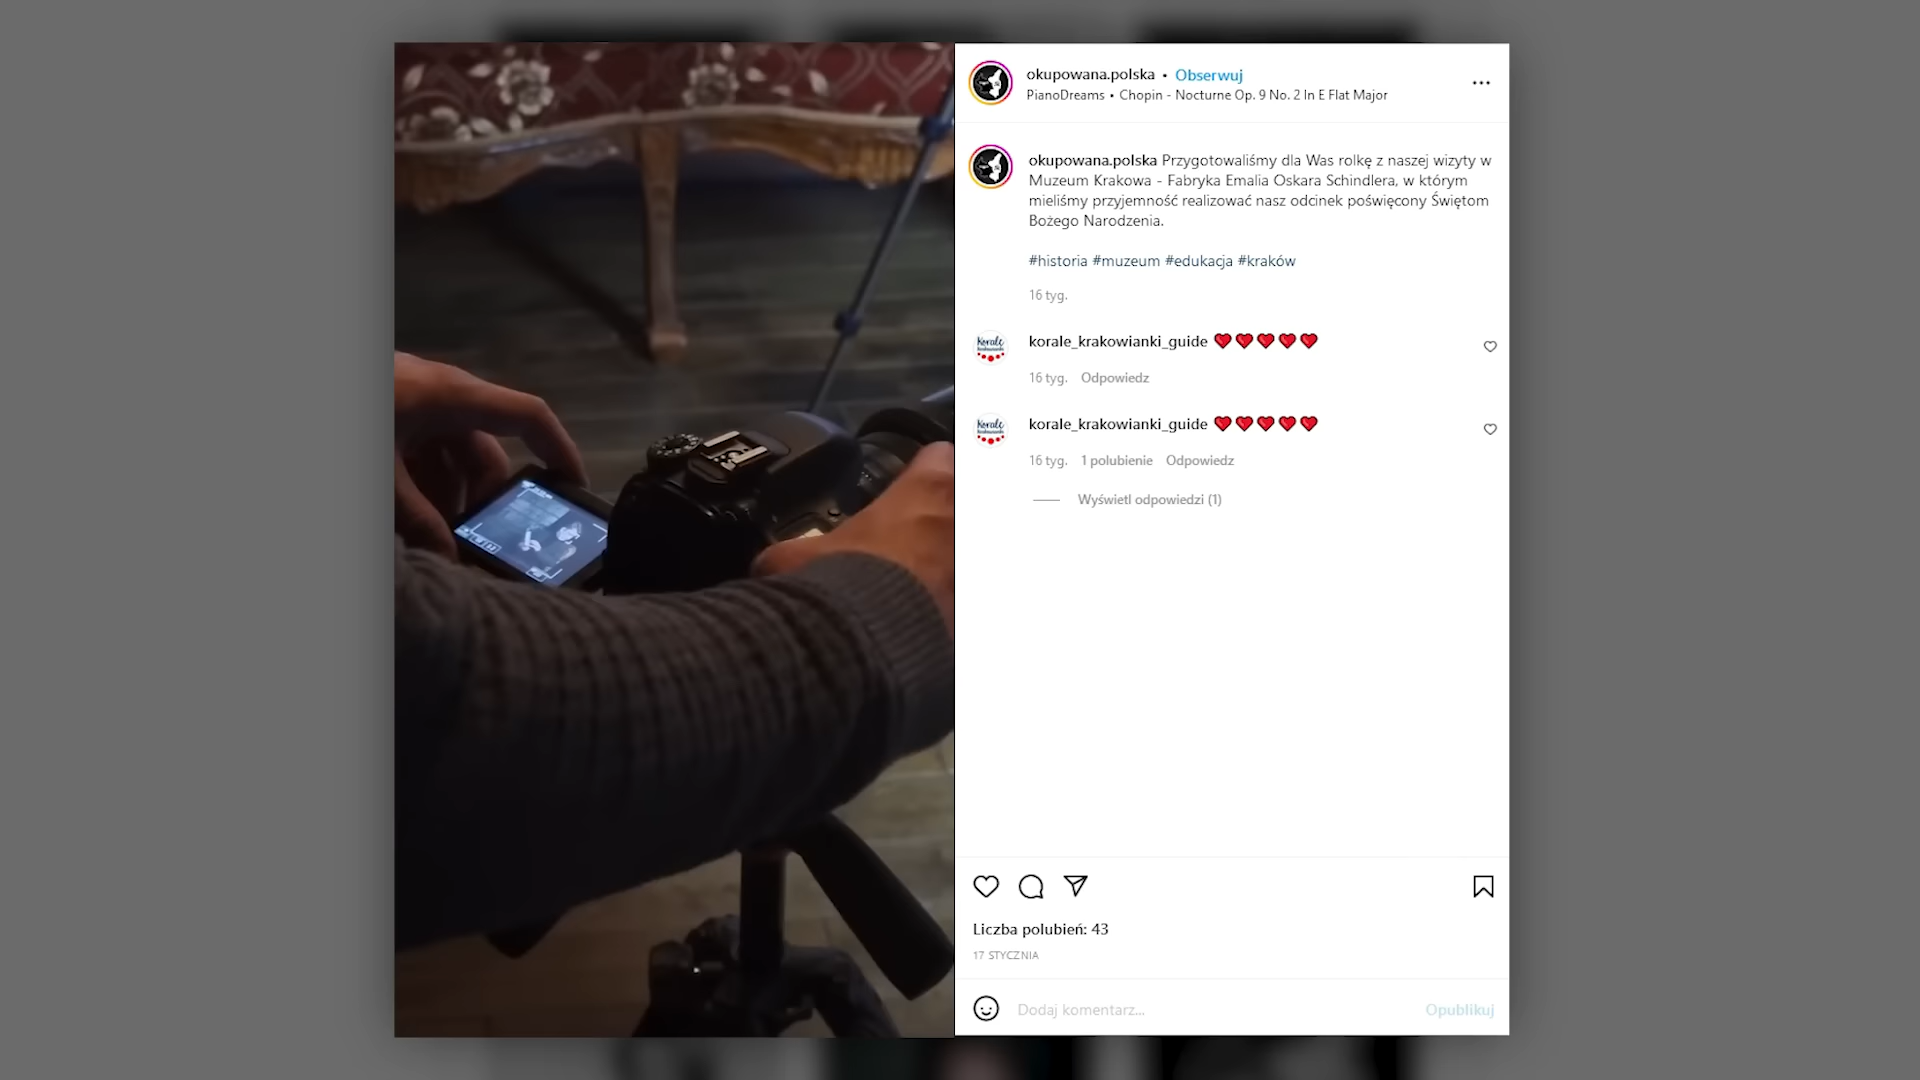 okupowana.polska • Obserwuj
PianoDreams • Chopin - Nocturne Op. 9 No. 2 In E Flat Major
okupowana.polska Przygotowaliśmy dla Was rolkę z naszej wizyty w
Muzeum Krakowa - Fabryka Emalia Oskara Schindlera, w którym
mieliśmy przyjemność realizować nasz odcinek poświęcony Świętom
Bożego Narodzenia.
#historia #muzeum #edukacja #kraków
16 tyg.
korale_krakowianki_guide ❤️❤️❤️❤️❤️
16 tyg. Odpowiedz
korale_krakowianki_guide ❤️❤️❤️❤️❤️
16 tyg. 1 polubienie Odpowiedz
Wyświetl odpowiedzi (1)
Liczba polubień: 43
17 STYCZNIA
Dodaj komentarz... Opublikuj